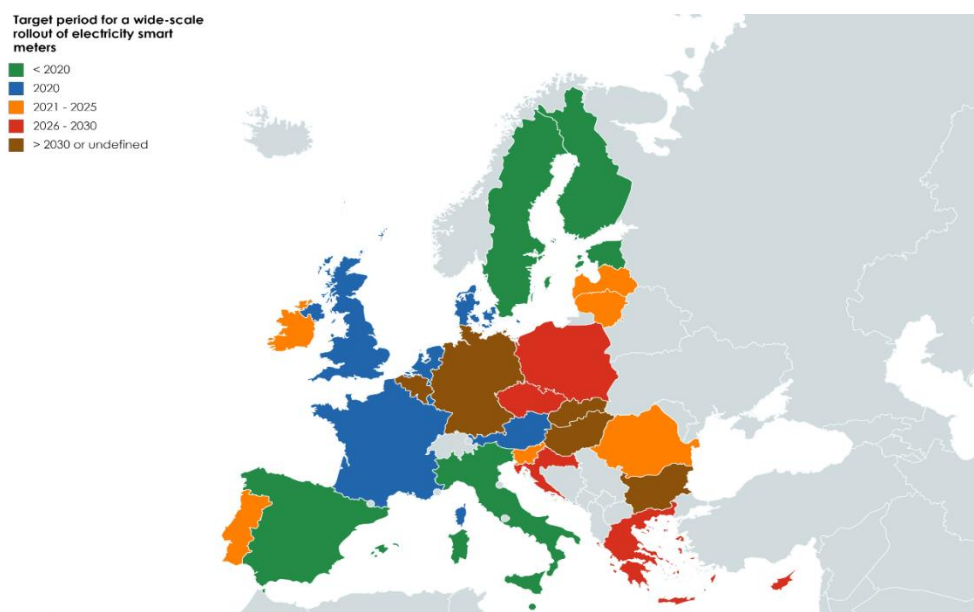 Target period for a wide-scale
rollout of electricity smart
meters
< 2020
2020
2021 - 2025
2026 - 2030
> 2030 or undefined